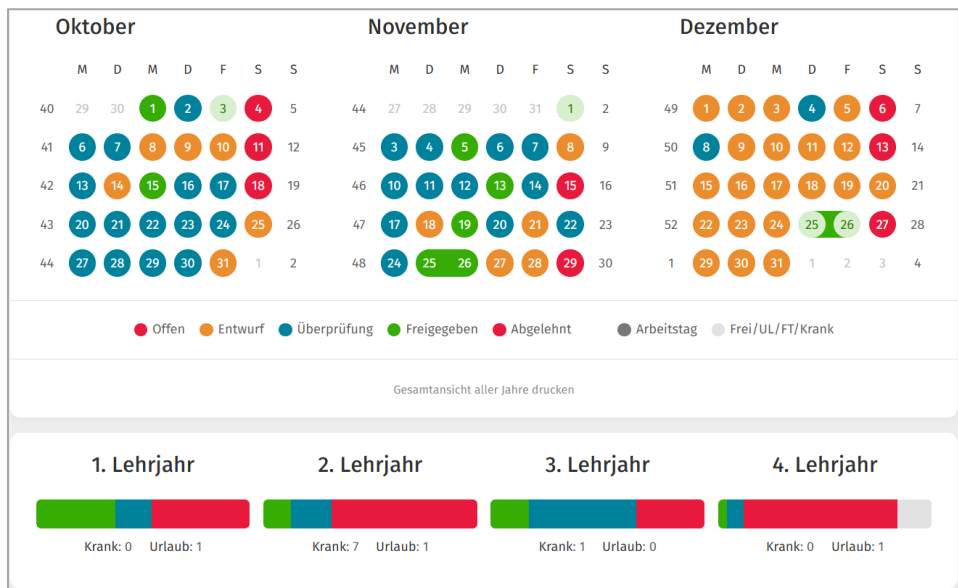 Oktober November Dezember
M D M D F S S M D M D F S S M D M D F S S
40 29 30 1 2 3 4 5 44 27 28 29 30 31 1 2 49 1 2 3 4 5 6 7
41 6 7 8 9 10 11 12 45 3 4 5 6 7 8 9 50 8 9 10 11 12 13 14
42 13 14 15 16 17 18 19 46 10 11 12 13 14 15 16 51 15 16 17 18 19 20 21
43 20 21 22 23 24 25 26 47 17 18 19 20 21 22 23 52 22 23 24 25 26 27 28
44 27 28 29 30 31 1 2 48 24 25 26 27 28 29 30 1 29 30 31 1 2 3 4
Offen Entwurf Überprüfung Freigegeben Abgelehnt Arbeitstag Frei/UL/FT/Krank
Gesamtansicht aller Jahre drucken
1. Lehrjahr 2. Lehrjahr 3. Lehrjahr 4. Lehrjahr
Krank: 0 Urlaub: 1 Krank: 7 Urlaub: 1 Krank: 1 Urlaub: 0 Krank: 0 Urlaub: 1